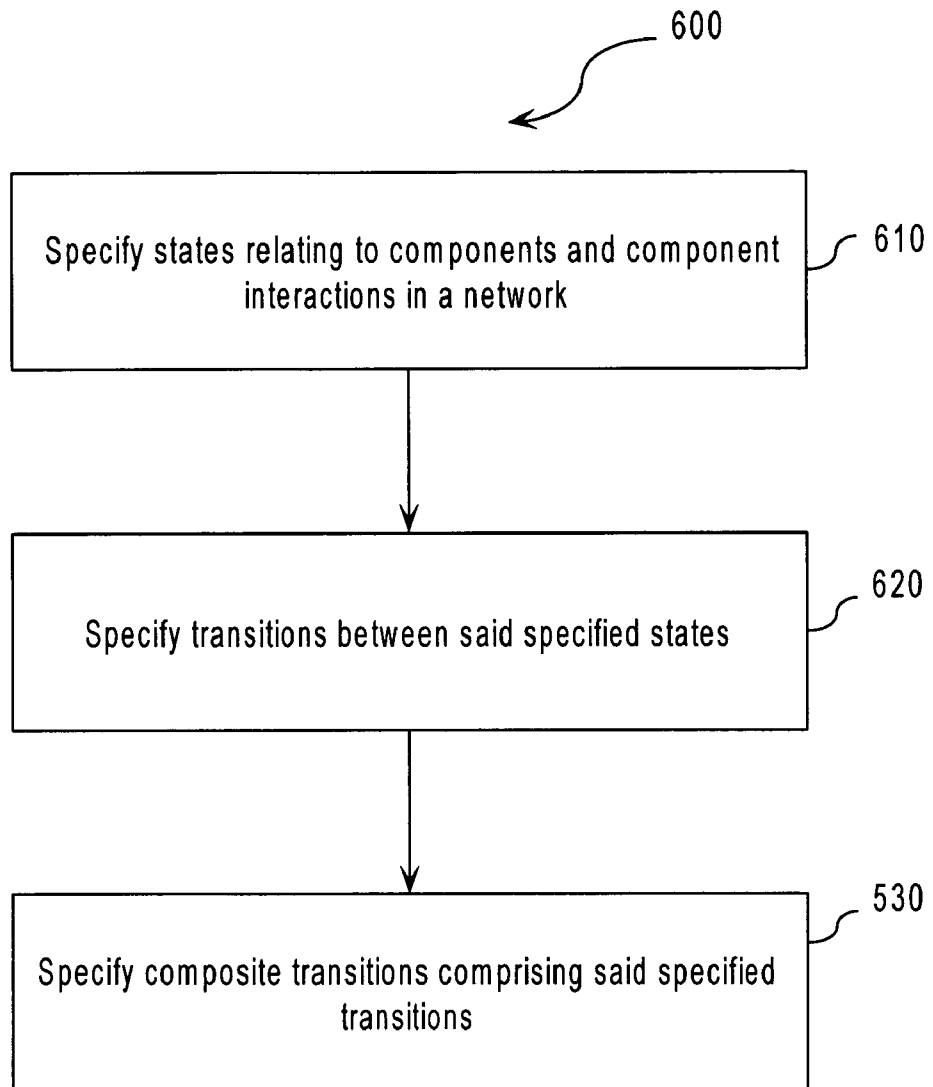 600
Specify states relating to components and component
interactions in a network
610
Specify transitions between said specified states
620
Specify composite transitions comprising said specified
transitions
530